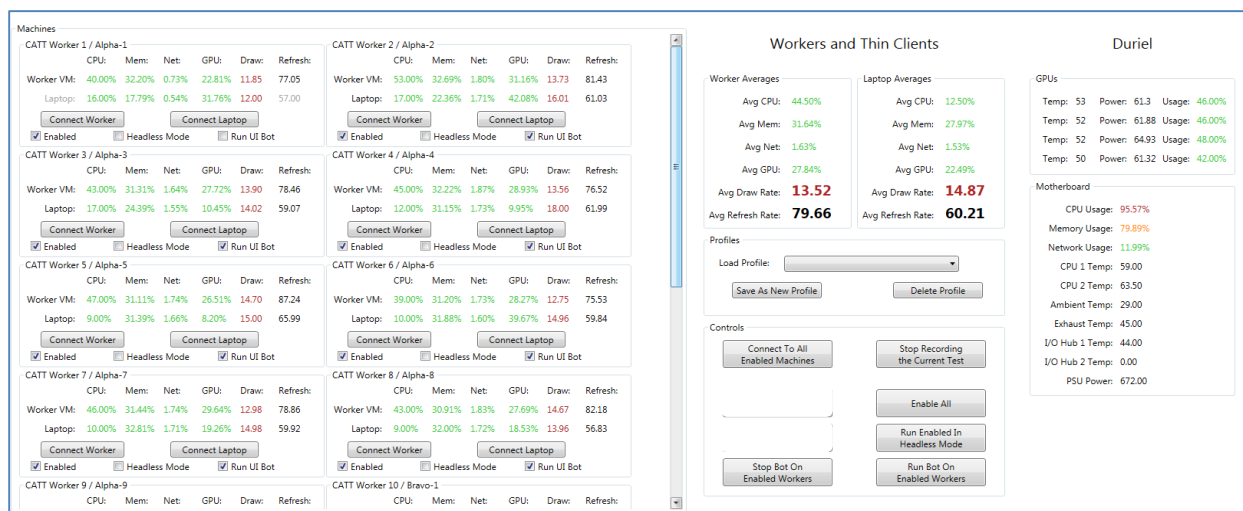 Machines
CATT Worker 1 / Alpha-1
CPU: Mem: Net: GPU: Draw: Refresh:
Worker VM: 40.00% 32.20% 0.73% 22.81% 11.85 77.05
Laptop: 16.00% 17.79% 0.54% 31.76% 12.00 57.00
Connect Worker Connect Laptop
Enabled Headless Mode Run UI Bot
CATT Worker 2 / Alpha-2
CPU: Mem: Net: GPU: Draw: Refresh:
Worker VM: 53.00% 32.69% 1.80% 31.16% 13.73 81.43
Laptop: 17.00% 22.36% 1.71% 42.08% 16.01 61.03
Connect Worker Connect Laptop
Enabled Headless Mode Run UI Bot
CATT Worker 3 / Alpha-3
CPU: Mem: Net: GPU: Draw: Refresh:
Worker VM: 43.00% 31.31% 1.64% 27.72% 13.90 78.46
Laptop: 17.00% 24.39% 1.55% 10.45% 14.02 59.07
Connect Worker Connect Laptop
Enabled Headless Mode Run UI Bot
CATT Worker 4 / Alpha-4
CPU: Mem: Net: GPU: Draw: Refresh:
Worker VM: 45.00% 32.22% 1.87% 28.93% 13.56 76.52
Laptop: 12.00% 31.15% 1.73% 9.95% 18.00 61.99
Connect Worker Connect Laptop
Enabled Headless Mode Run UI Bot
CATT Worker 5 / Alpha-5
CPU: Mem: Net: GPU: Draw: Refresh:
Worker VM: 47.00% 31.11% 1.74% 26.51% 14.70 87.24
Laptop: 9.00% 31.39% 1.66% 8.20% 15.00 65.99
Connect Worker Connect Laptop
Enabled Headless Mode Run UI Bot
CATT Worker 6 / Alpha-6
CPU: Mem: Net: GPU: Draw: Refresh:
Worker VM: 39.00% 31.20% 1.73% 28.27% 12.75 75.53
Laptop: 10.00% 31.88% 1.60% 39.67% 14.96 59.84
Connect Worker Connect Laptop
Enabled Headless Mode Run UI Bot
CATT Worker 7 / Alpha-7
CPU: Mem: Net: GPU: Draw: Refresh:
Worker VM: 46.00% 31.44% 1.74% 29.64% 12.98 78.86
Laptop: 10.00% 32.81% 1.71% 19.26% 14.98 59.92
Connect Worker Connect Laptop
Enabled Headless Mode Run UI Bot
CATT Worker 8 / Alpha-8
CPU: Mem: Net: GPU: Draw: Refresh:
Worker VM: 43.00% 30.91% 1.83% 27.69% 14.67 82.18
Laptop: 9.00% 32.00% 1.72% 18.53% 13.96 56.83
Connect Worker Connect Laptop
Enabled Headless Mode Run UI Bot
CATT Worker 9 / Alpha-9
CPU: Mem: Net: GPU: Draw: Refresh:
CATT Worker 10 / Bravo-1
CPU: Mem: Net: GPU: Draw: Refresh:
Workers and Thin Clients
Worker Averages
Avg CPU: 44.50%
Avg Mem: 31.64%
Avg Net: 1.63%
Avg GPU: 27.84%
Avg Draw Rate: 13.52
Avg Refresh Rate: 79.66
Laptop Averages
Avg CPU: 12.50%
Avg Mem: 27.97%
Avg Net: 1.53%
Avg GPU: 22.49%
Avg Draw Rate: 14.87
Avg Refresh Rate: 60.21
Profiles
Load Profile:
Save As New Profile Delete Profile
Controls
Connect To All
Enabled Machines
Stop Recording
the Current Test
Enable All
Run Enabled In
Headless Mode
Stop Bot On
Enabled Workers
Run Bot On
Enabled Workers
Duriel
GPUs
Temp: 53 Power: 61.3 Usage: 46.00%
Temp: 52 Power: 61.88 Usage: 46.00%
Temp: 52 Power: 64.93 Usage: 48.00%
Temp: 50 Power: 61.32 Usage: 42.00%
Motherboard
CPU Usage: 95.57%
Memory Usage: 79.89%
Network Usage: 11.99%
CPU 1 Temp: 59.00
CPU 2 Temp: 63.50
Ambient Temp: 29.00
Exhaust Temp: 45.00
I/O Hub 1 Temp: 44.00
I/O Hub 2 Temp: 0.00
PSU Power: 672.00